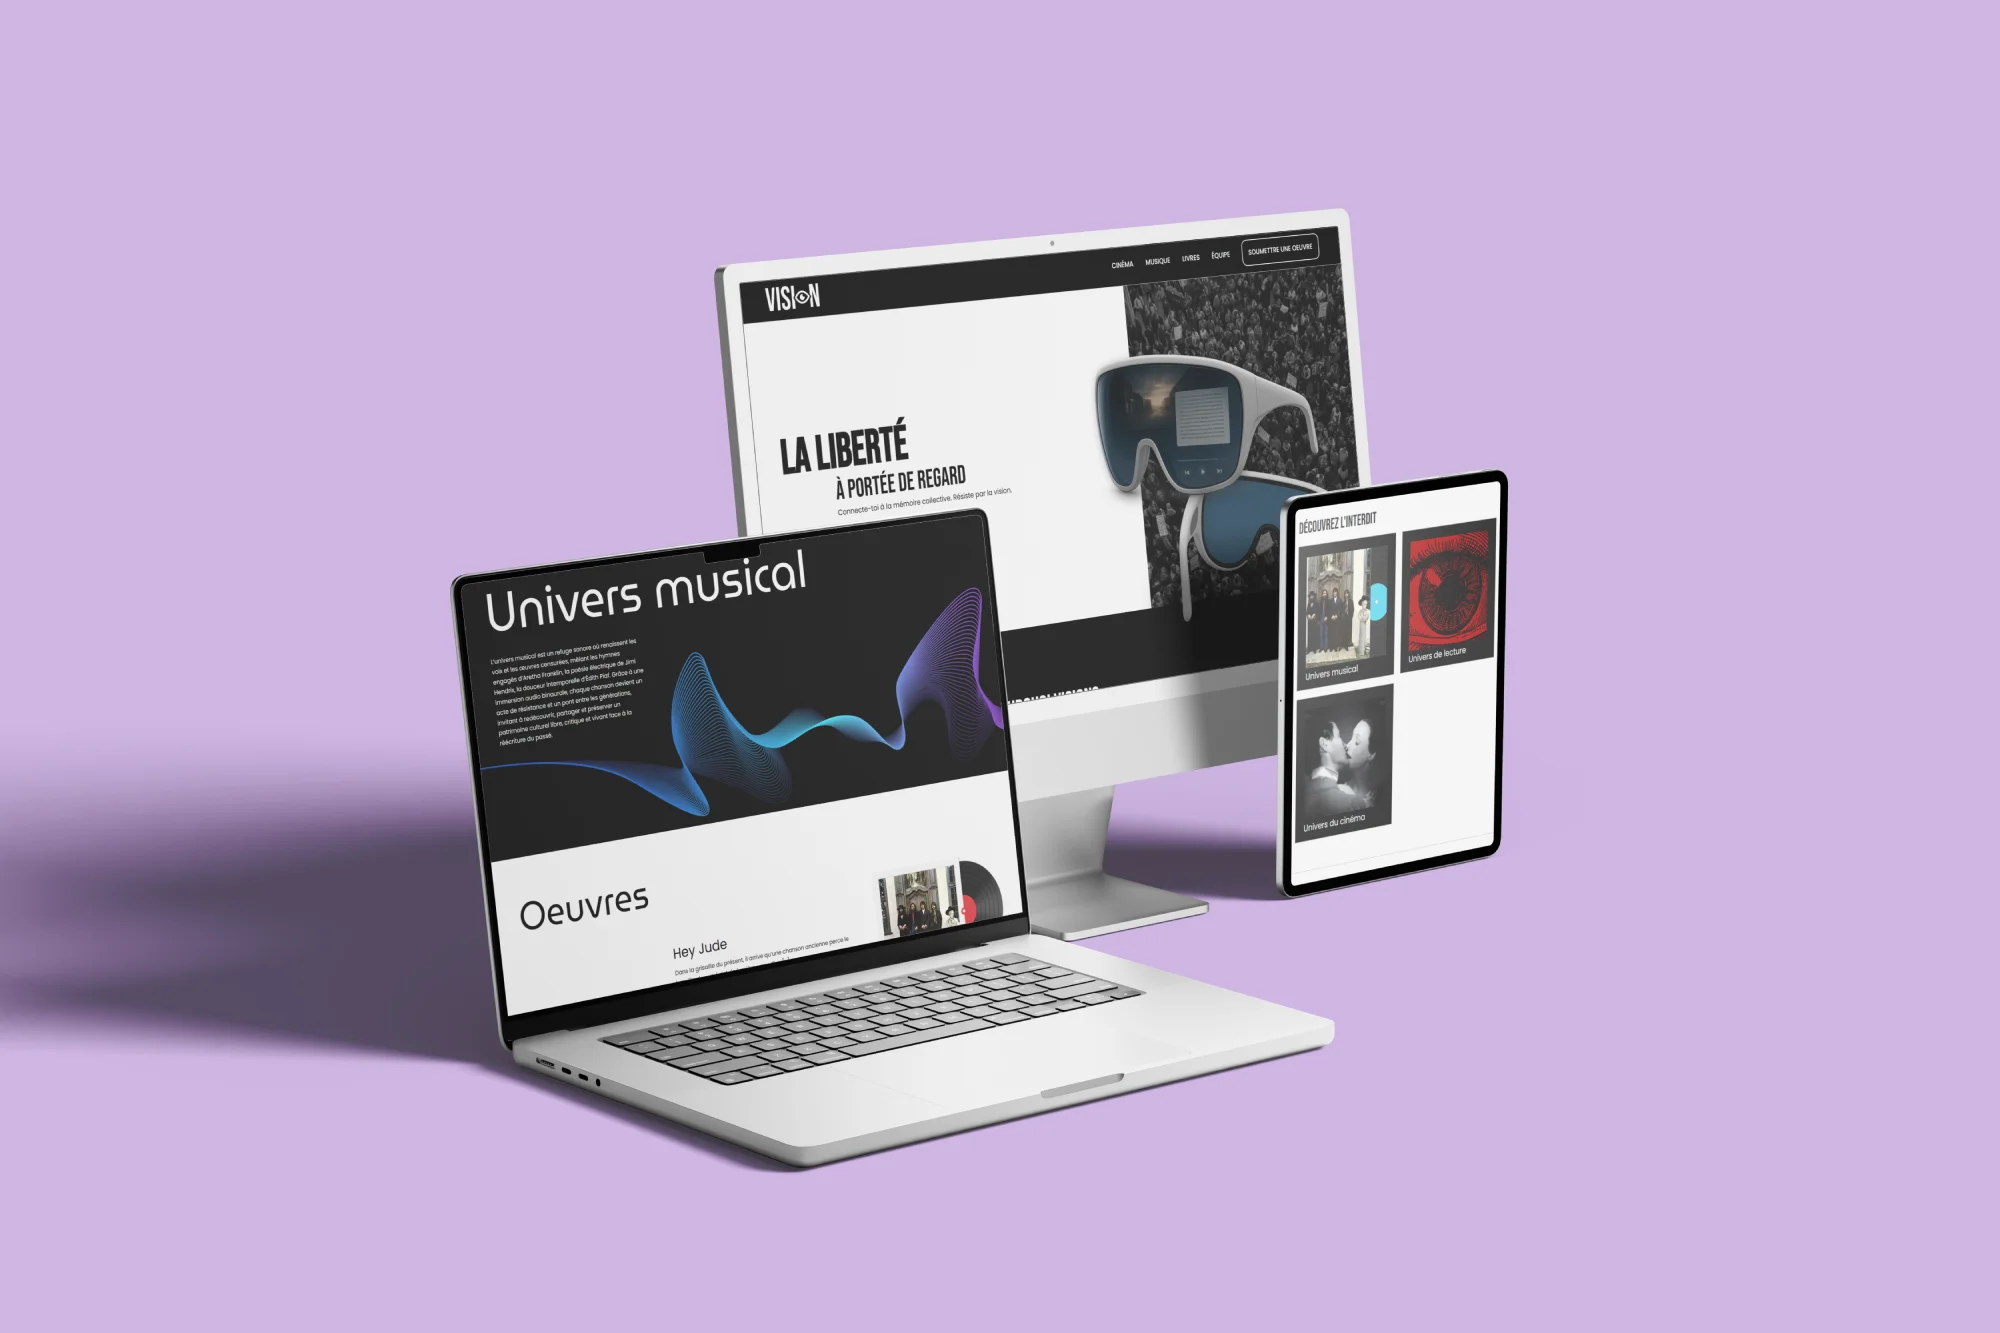 VISION
CINÉMA
MUSIQUE
LIVRES
ÉQUIPE
SOUMETTRE UNE OEUVRE
LA LIBERTÉ
À PORTÉE DE REGARD
Connecte-toi à la mémoire collective. Résiste par la vision.
Univers musical
L'univers musical est un refuge sonore où renaissent les
voix et les œuvres censurées, mêlant les hymnes
engagés d'Aretha Franklin, la poésie électrique de Jimi
Hendrix, la douceur intemporelle d'Édith Piaf. Grâce à une
immersion audio binaurale, chaque chanson devient un
acte de résistance et un pont entre les générations,
invitant à redécouvrir, partager et préserver un
patrimoine culturel libre, critique et vivant face à la
réécriture du passé.
Oeuvres
Hey Jude
Dans la grisaille du présent, il arrive qu'une chanson ancienne perce le
DÉCOUVREZ L'INTERDIT
Univers musical
Univers de lecture
Univers du cinéma